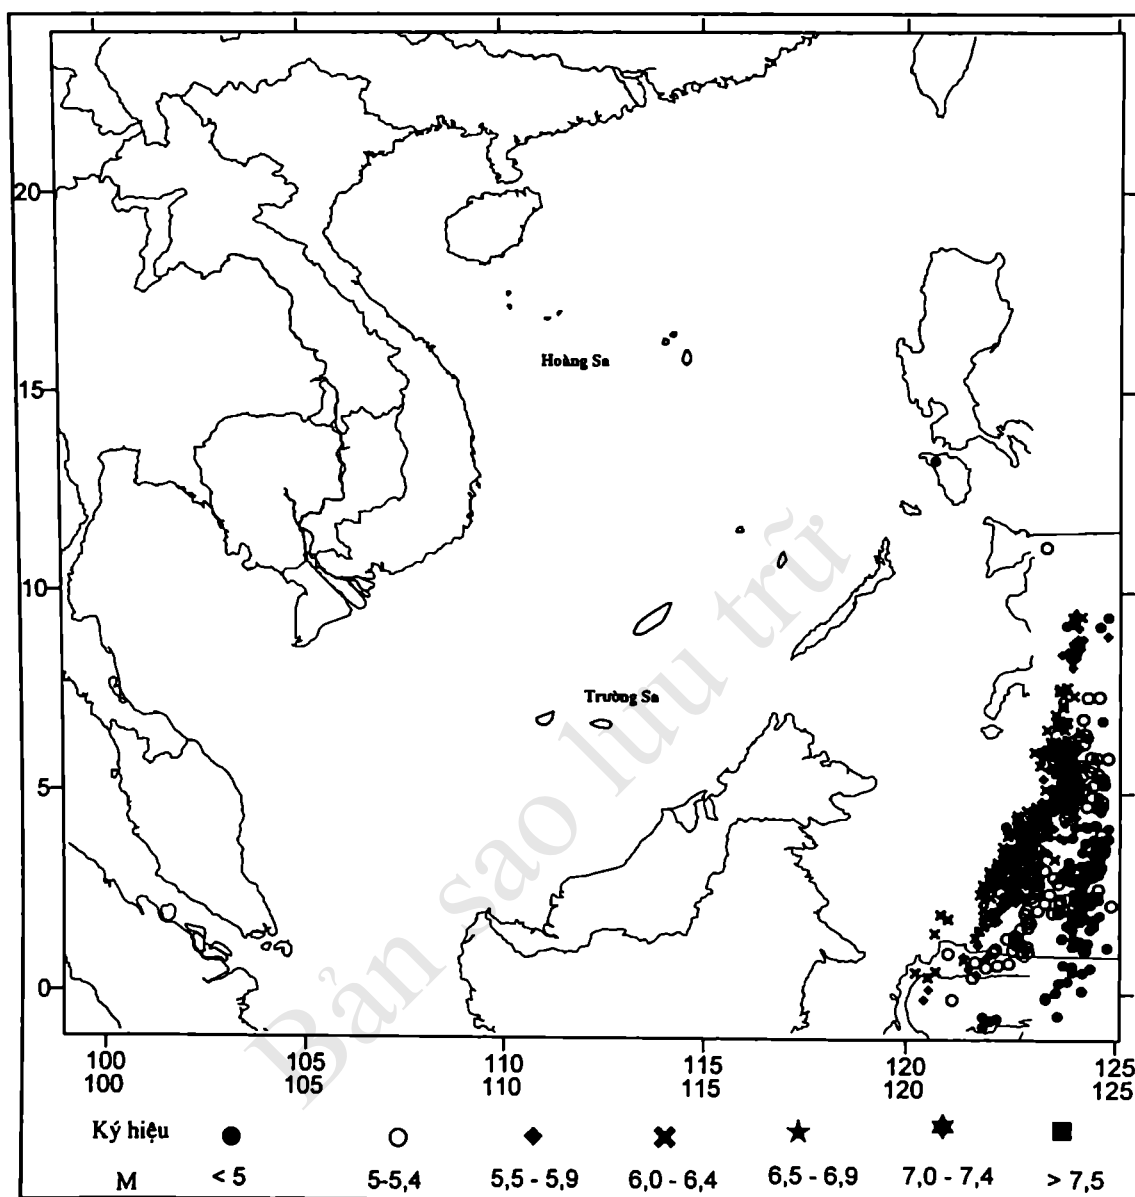 20
Hoàng Sa
15
10
Trường Sa
5
0
100 105 110 115 120 125
100 105 110 115 120 125
Ký hiệu
M < 5 5-5,4 5,5 - 5,9 6,0 - 6,4 6,5 - 6,9 7,0 - 7,4 > 7,5
Bản sao lưu trữ